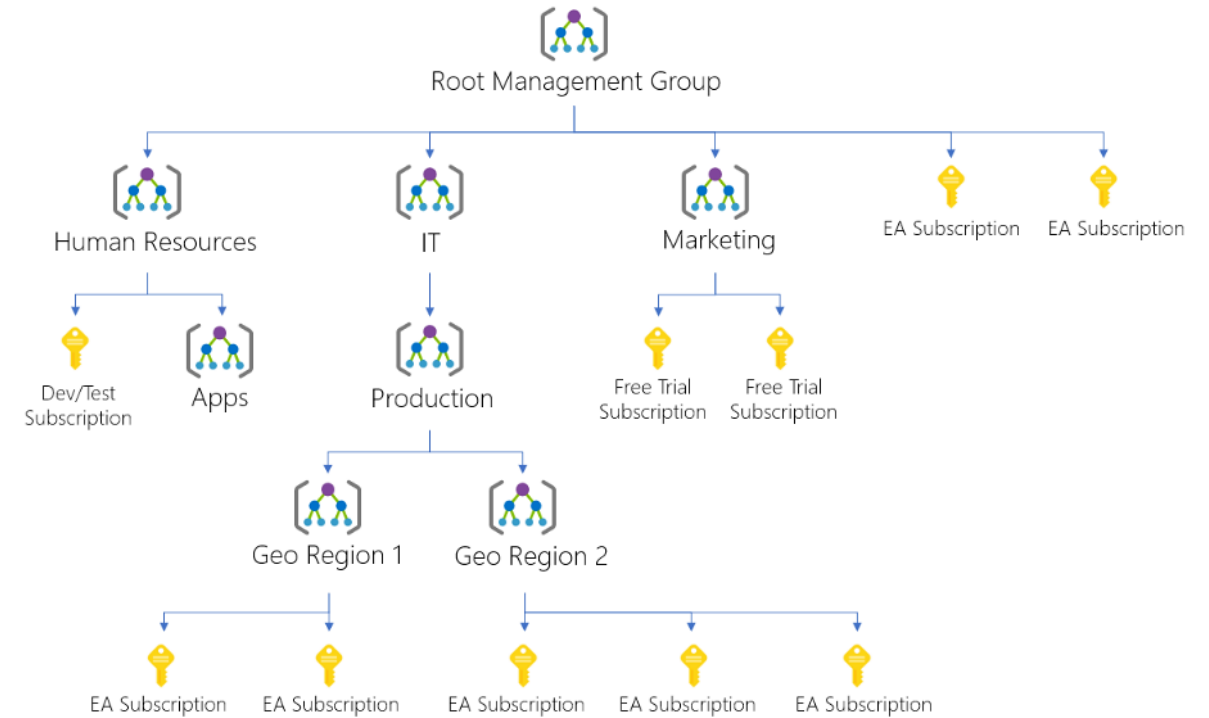 Root Management Group
Human Resources
IT
Marketing
EA Subscription
EA Subscription
Dev/Test
Subscription
Apps
Production
Free Trial
Subscription
Free Trial
Subscription
Geo Region 1
Geo Region 2
EA Subscription
EA Subscription
EA Subscription
EA Subscription
EA Subscription